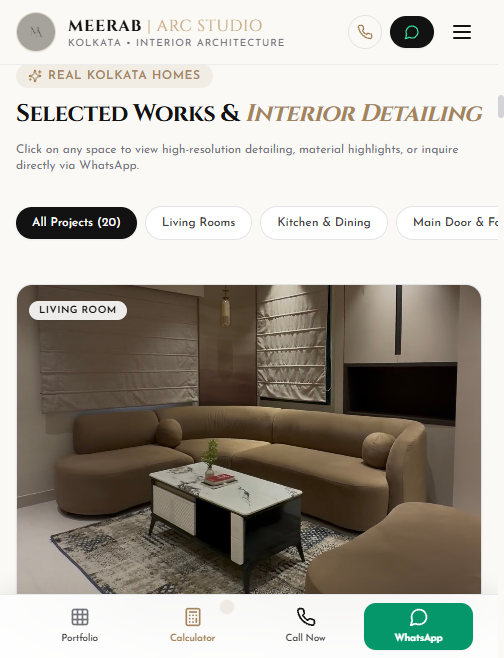 MEERAB | ARC STUDIO
KOLKATA • INTERIOR ARCHITECTURE
REAL KOLKATA HOMES
SELECTED WORKS & INTERIOR DETAILING
Click on any space to view high-resolution detailing, material highlights, or inquire
directly via WhatsApp.
All Projects (20)
Living Rooms
Kitchen & Dining
Main Door & Fo
LIVING ROOM
Portfolio
Calculator
Call Now
WhatsApp